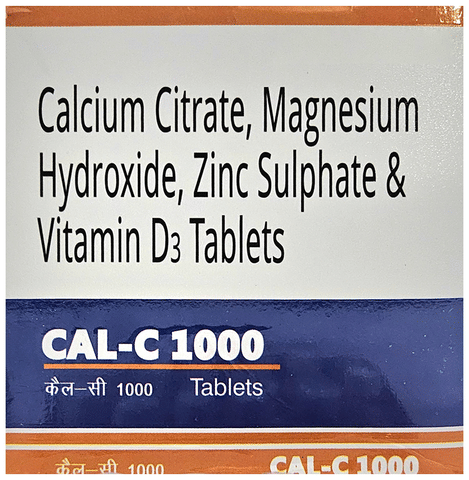 Calcium Citrate, Magnesium
Hydroxide, Zinc Sulphate &
Vitamin D3 Tablets
CAL-C 1000
कैल-सी 1000 Tablets
कैल-सी 1000 CAL-C 1000